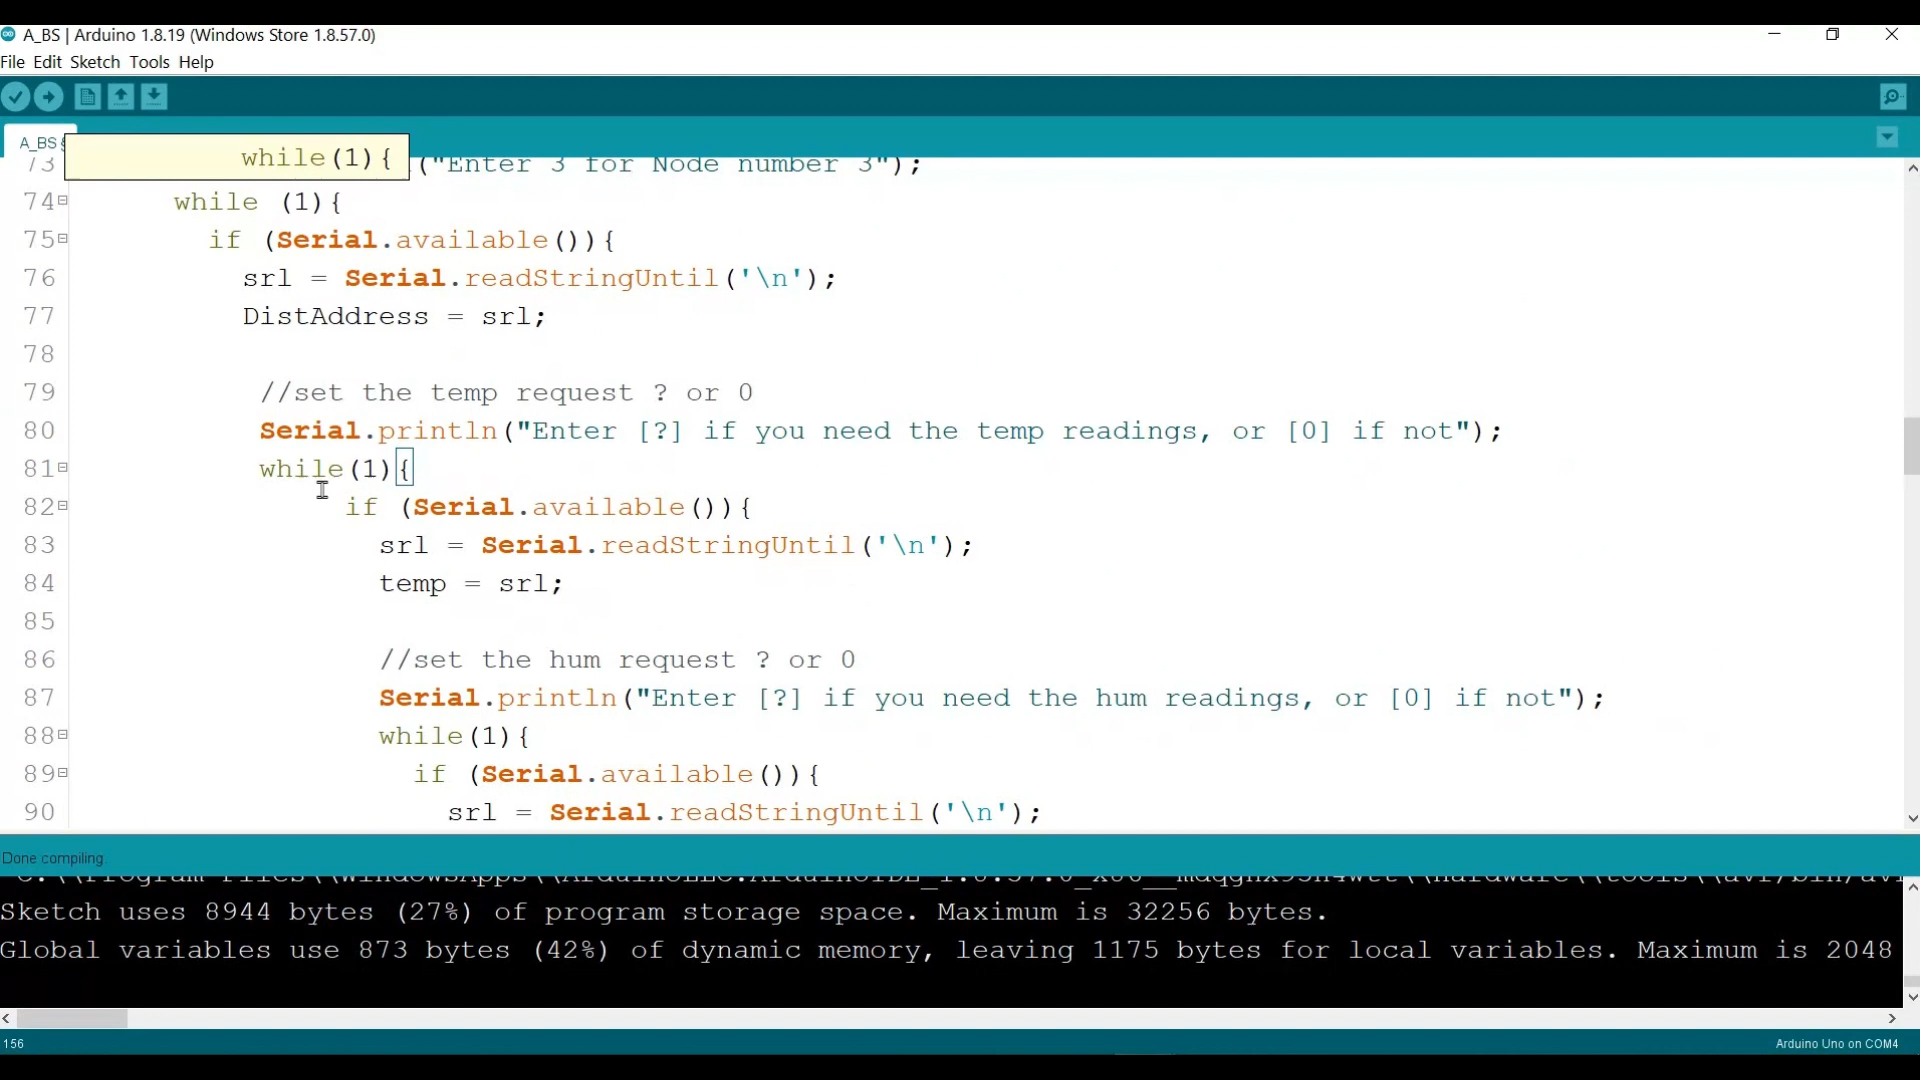 A_BS | Arduino 1.8.19 (Windows Store 1.8.57.0)
File Edit Sketch Tools Help
A_BS
while(1){
73 ("Enter 3 for Node number 3");
74 while (1){
75 if (Serial.available()){
76 srl = Serial.readStringUntil('\n');
77 DistAddress = srl;
78
79 //set the temp request ? or 0
80 Serial.println("Enter [?] if you need the temp readings, or [0] if not");
81 while(1){
82 if (Serial.available()){
83 srl = Serial.readStringUntil('\n');
84 temp = srl;
85
86 //set the hum request ? or 0
87 Serial.println("Enter [?] if you need the hum readings, or [0] if not");
88 while(1){
89 if (Serial.available()){
90 srl = Serial.readStringUntil('\n');
Done compiling.
Sketch uses 8944 bytes (27%) of program storage space. Maximum is 32256 bytes.
Global variables use 873 bytes (42%) of dynamic memory, leaving 1175 bytes for local variables. Maximum is 2048
156
Arduino Uno on COM4